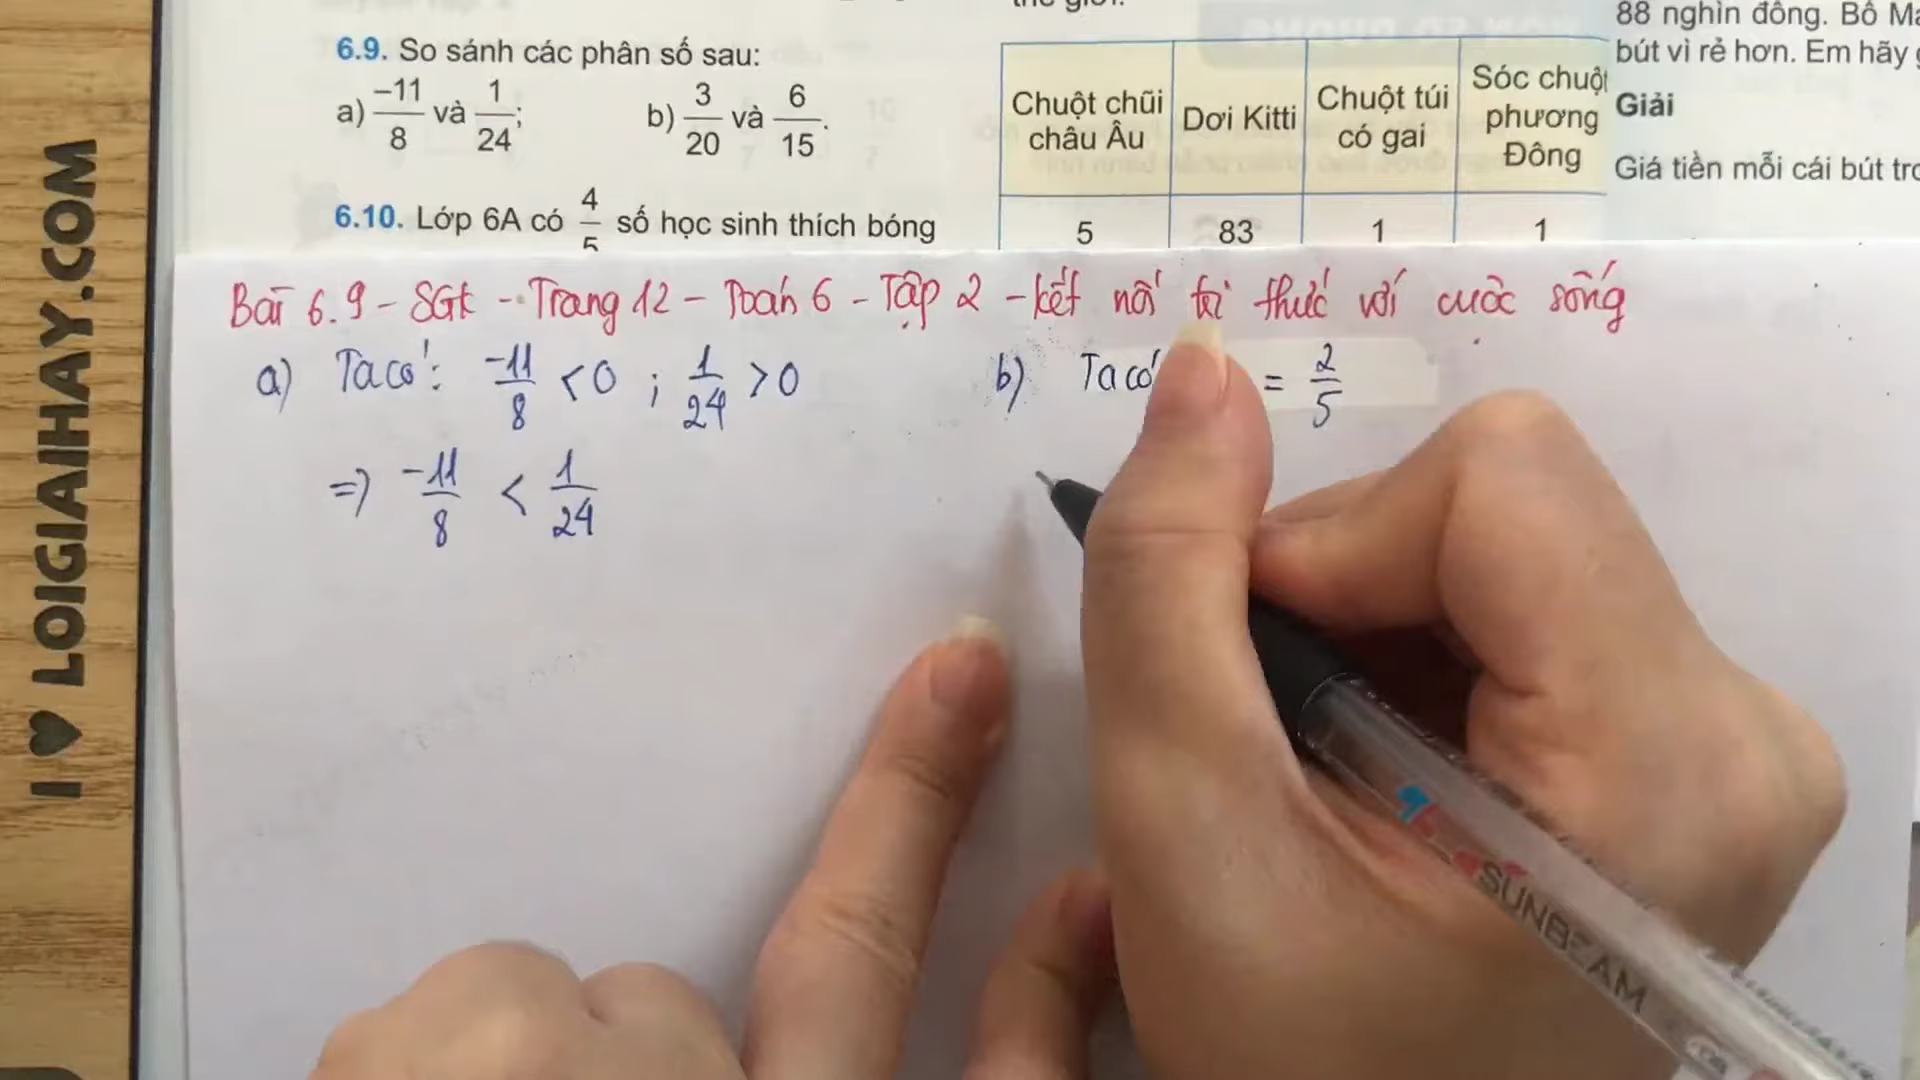 thế giới.
88 nghìn đồng. Bố
bút vì rẻ hơn. Em hãy
Giải
Giá tiền mỗi cái bút
6.9. So sánh các phân số sau:
a) -11/8 và 1/24; b) 3/20 và 6/15.
6.10. Lớp 6A có 4/5 số học sinh thích bóng
Chuột chũi châu Âu Dơi Kitti Chuột túi có gai Sóc chuột phương Đông
5 83 1 1
Bài 6.9 - SGK - Trang 12 - Toán 6 - Tập 2 - kết nối tri thức với cuộc sống
a) Ta có: -11/8 < 0 ; 1/24 > 0
=> -11/8 < 1/24
b) Ta có = 2/5
I ♥ LOIGIAIHAY.COM
SUNBEAM